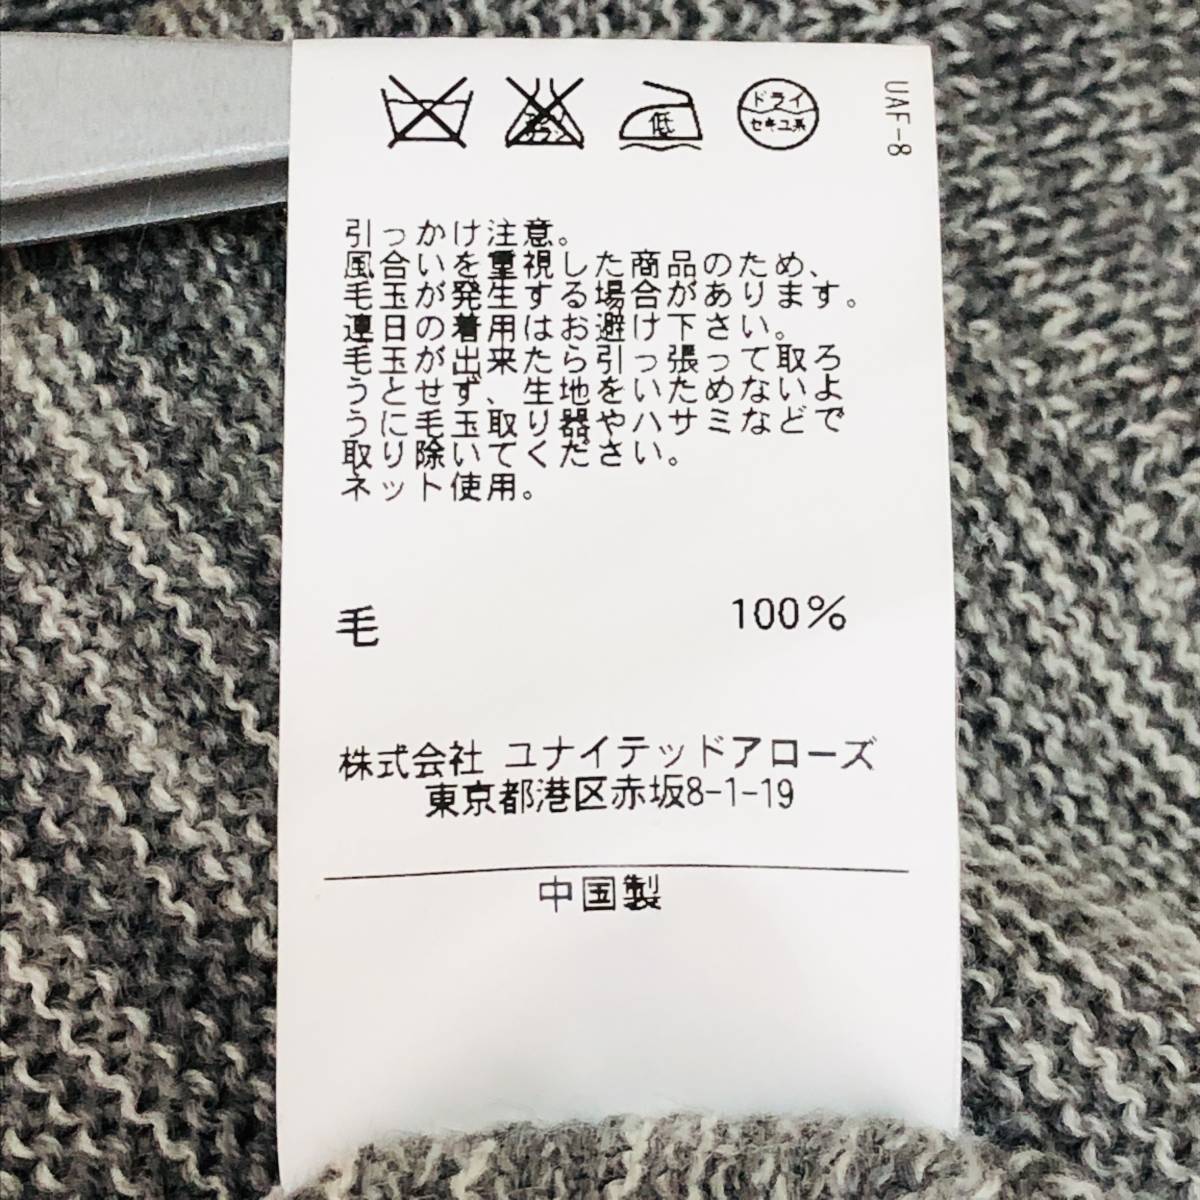 低
ドライ
セキユ系
UAF-8
引っかけ注意。
風合いを重視した商品のため、
毛玉が発生する場合があります。
連日の着用はお避け下さい。
毛玉が出来たら引っ張って取ろ
うとせず、生地をいためないよ
うに毛玉取り器やハサミなどで
取り除いてください。
ネット使用。
毛 100%
株式会社 ユナイテッドアローズ
東京都港区赤坂8-1-19
中国製